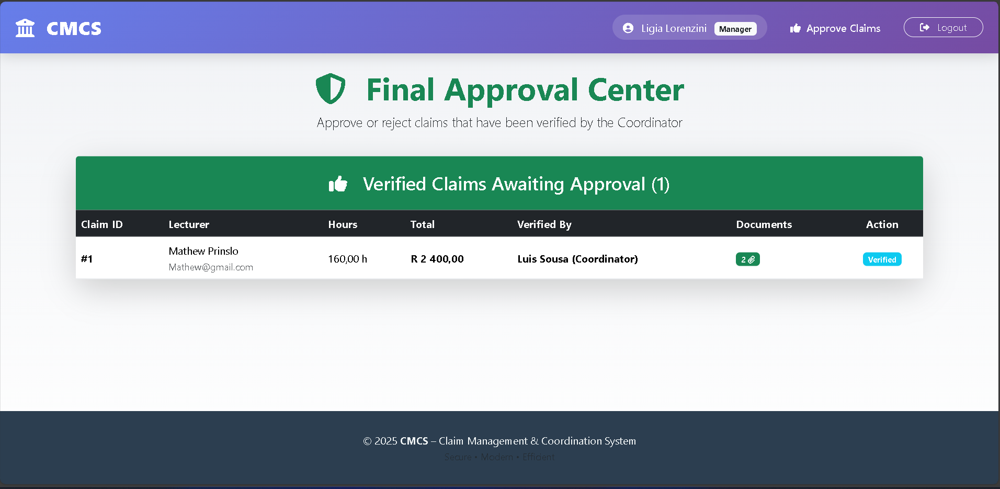 CMCS
Ligia Lorenzini Manager
Approve Claims
Logout
Final Approval Center
Approve or reject claims that have been verified by the Coordinator
Verified Claims Awaiting Approval (1)
Claim ID Lecturer Hours Total Verified By Documents Action
#1 Mathew Prinslo 160,00 h R 2 400,00 Luis Sousa (Coordinator) 2 Verified
Mathew@gmail.com
© 2025 CMCS – Claim Management & Coordination System
Secure • Modern • Efficient